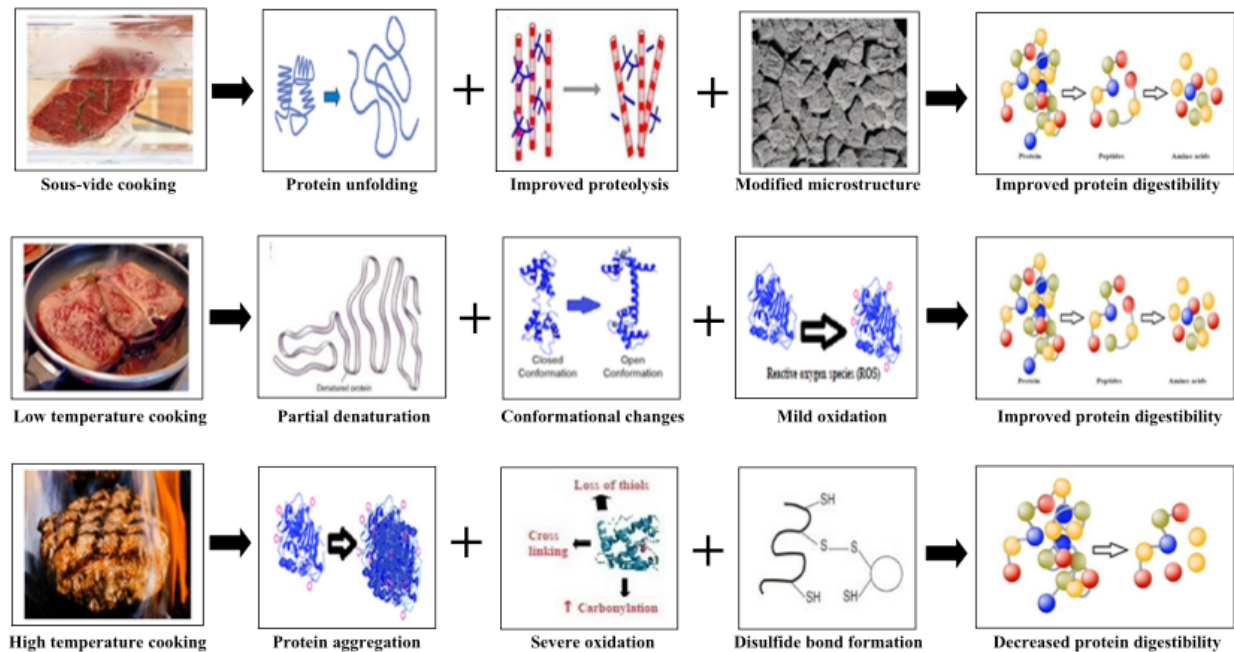 Protein
Peptides
Amino acids
Sous-vide cooking
Protein unfolding
Improved proteolysis
Modified microstructure
Improved protein digestibility
Denatured protein
Closed
Conformation
Open
Conformation
Reactive oxygen species (ROS)
Protein
Peptides
Amino acids
Low temperature cooking
Partial denaturation
Conformational changes
Mild oxidation
Improved protein digestibility
Loss of thiols
Cross
linking
↑ Carbonylation
SH
S
S
SH
SH
High temperature cooking
Protein aggregation
Severe oxidation
Disulfide bond formation
Decreased protein digestibility